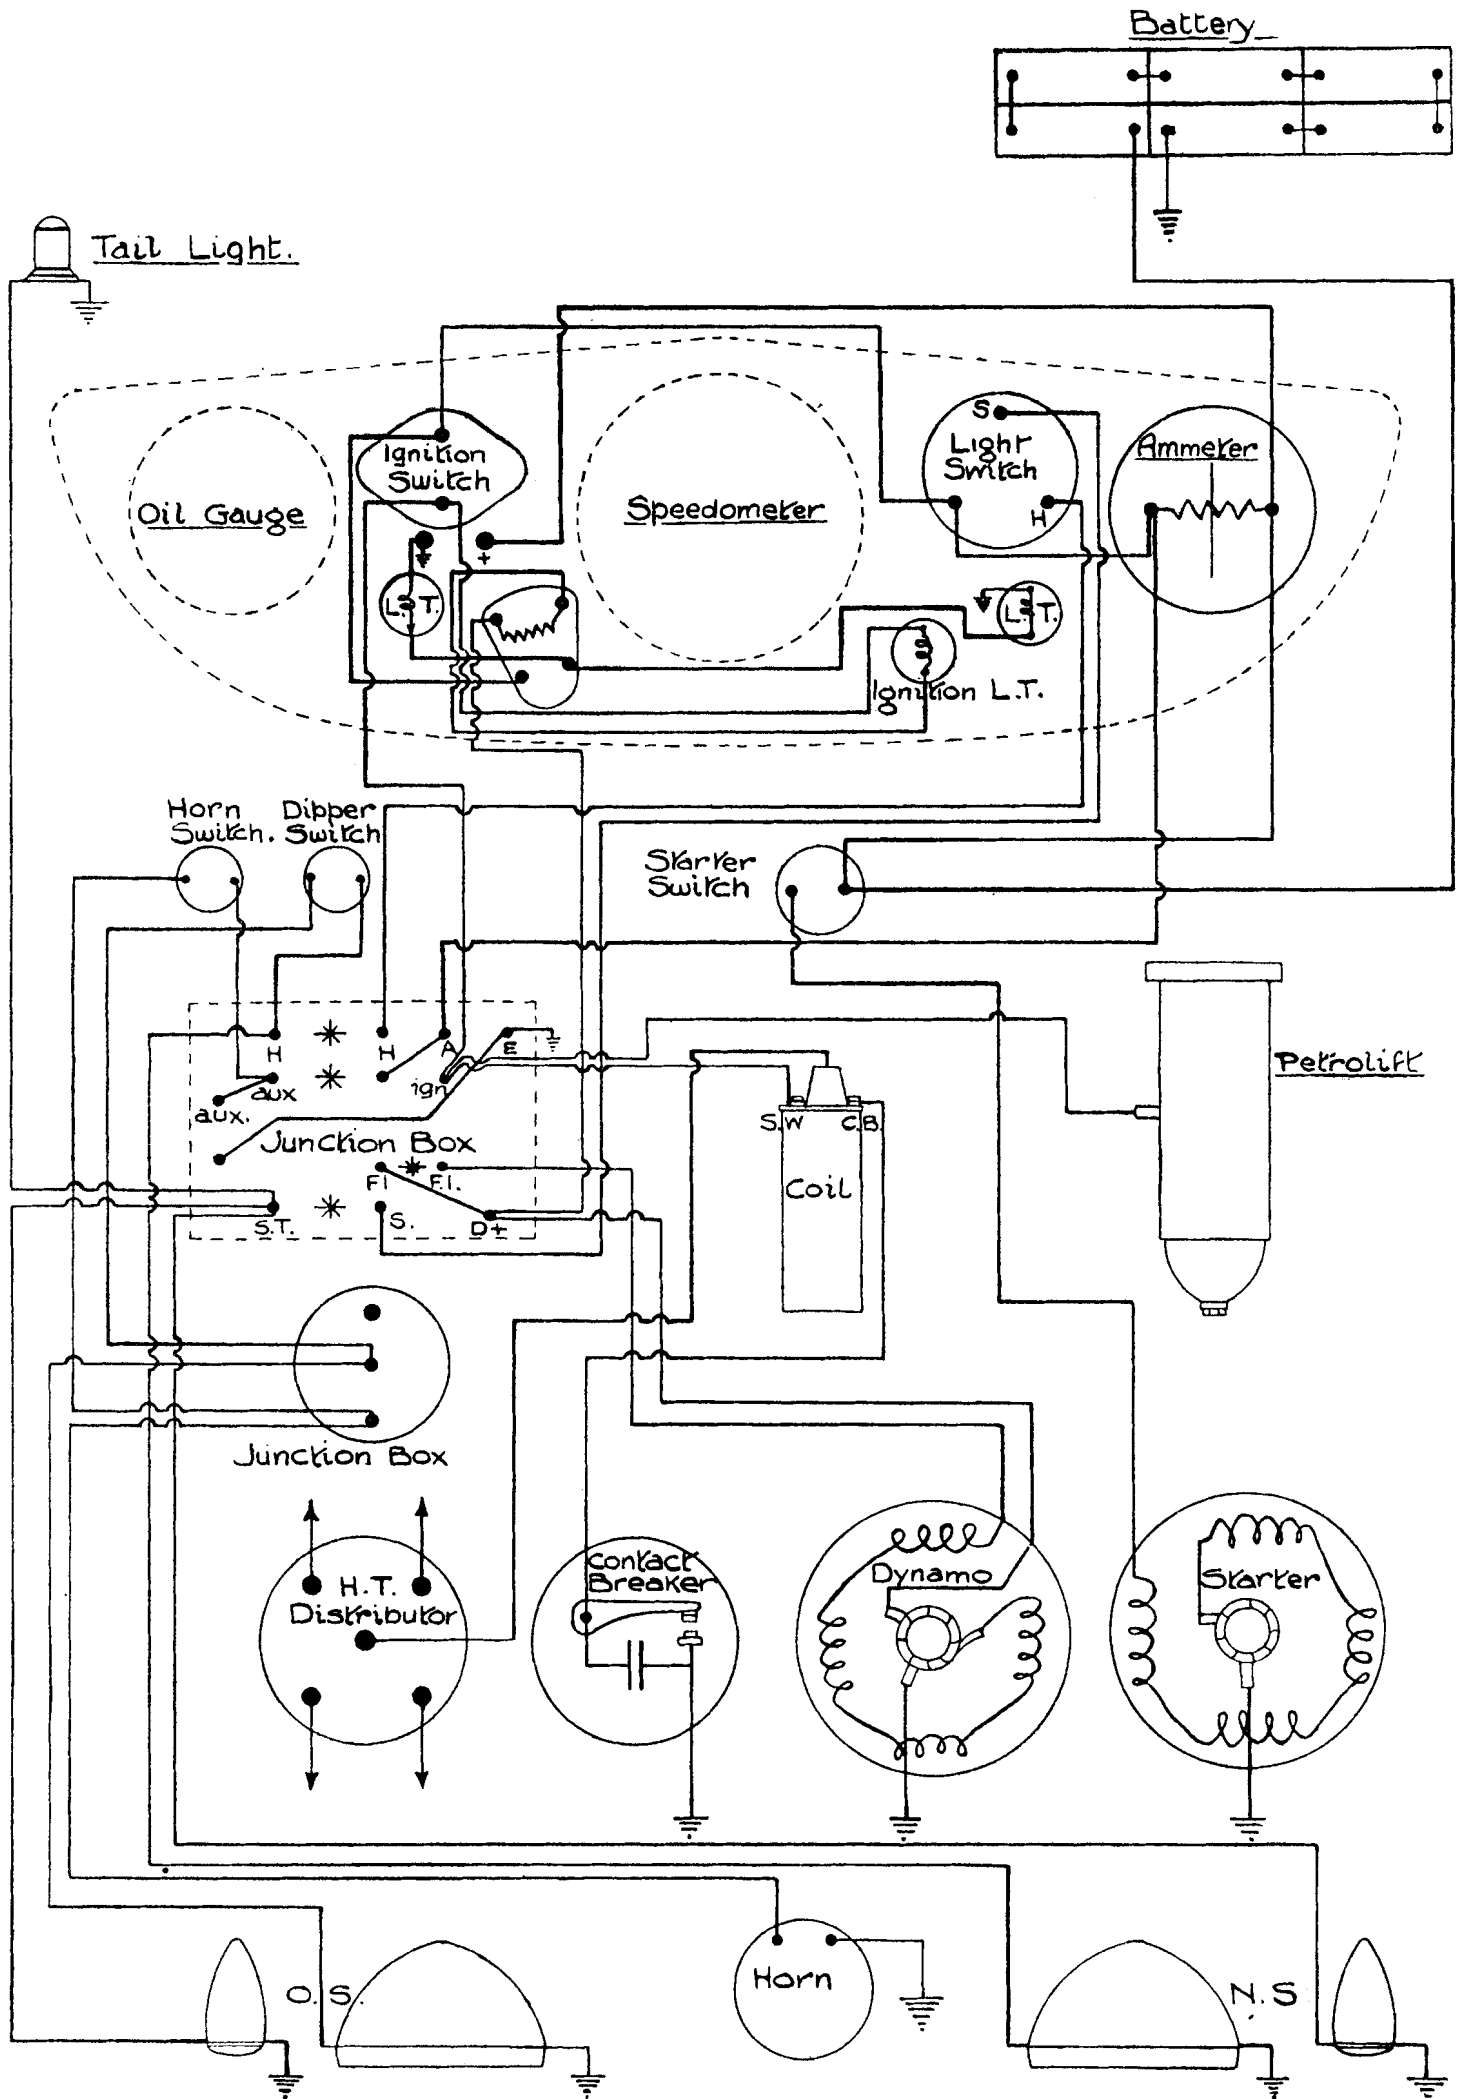 Battery
Tail Light.
Ignition
Switch
Oil Gauge
Speedometer
S
Light
Switch
H
Ammeter
+
L.T.
L.T.
Ignition L.T.
Horn
Switch.
Dipper
Switch
Starter
Switch
H
H
A
E
aux
ign
aux.
Junction Box
F1
F.I.
S.T.
S.
D+
S.W
C.B.
Coil
Petrolift
Junction Box
H.T.
Distributor
Contact
Breaker
Dynamo
Starter
O.S.
Horn
N.S